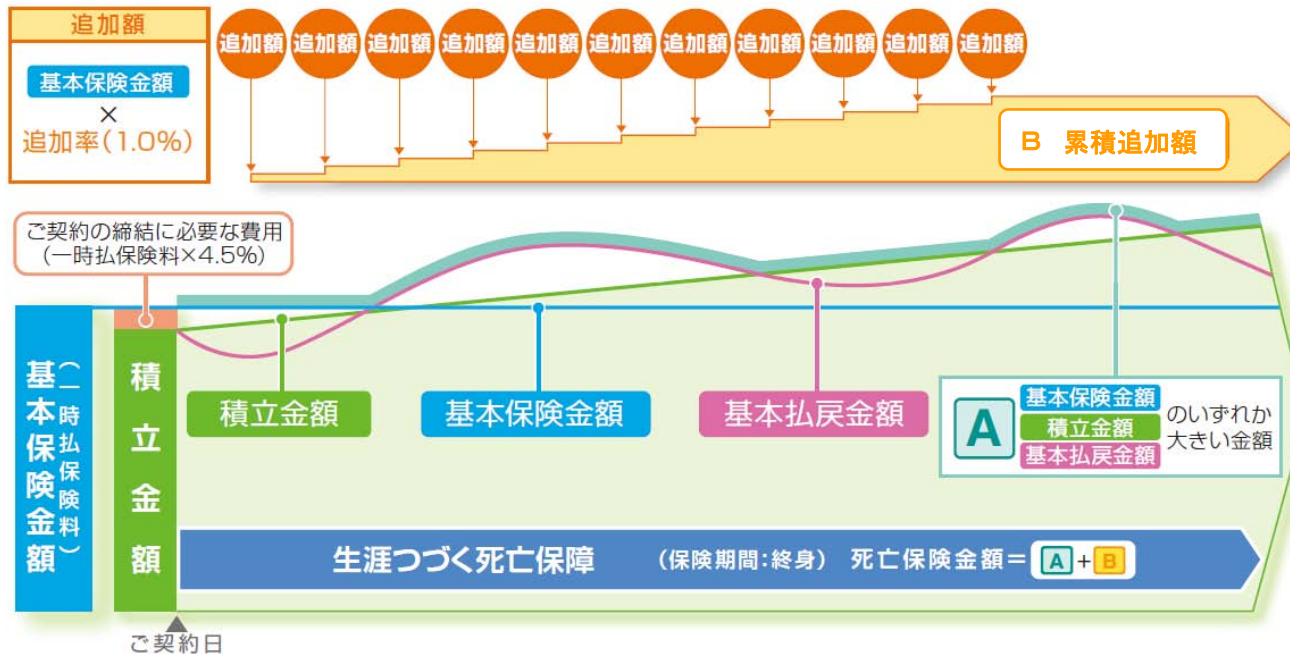 追加額
基本保険金額
×
追加率(1.0%)
追加額
追加額
追加額
追加額
追加額
追加額
追加額
追加額
追加額
追加額
追加額
B 累積追加額
ご契約の締結に必要な費用
(一時払保険料×4.5%)
基本保険金額
(一時払保険料)
積立金額
積立金額
基本保険金額
基本払戻金額
A
基本保険金額
積立金額
基本払戻金額
のいずれか
大きい金額
生涯つづく死亡保障 (保険期間:終身) 死亡保険金額=A+B
ご契約日